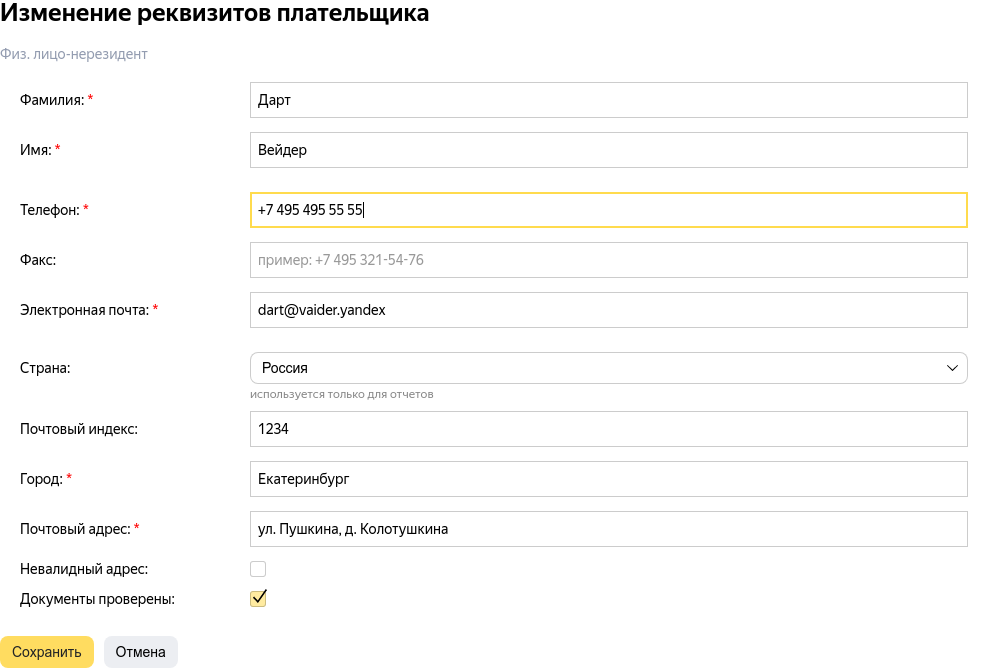 Изменение реквизитов плательщика
Физ. лицо-нерезидент
Фамилия: * Дарт
Имя: * Вейдер
Телефон: * +7 495 495 55 55
Факс: пример: +7 495 321-54-76
Электронная почта: * dart@vaider.yandex
Страна: Россия
используется только для отчетов
Почтовый индекс: 1234
Город: * Екатеринбург
Почтовый адрес: * ул. Пушкина, д. Колотушкина
Невалидный адрес:
Документы проверены:
Сохранить Отмена